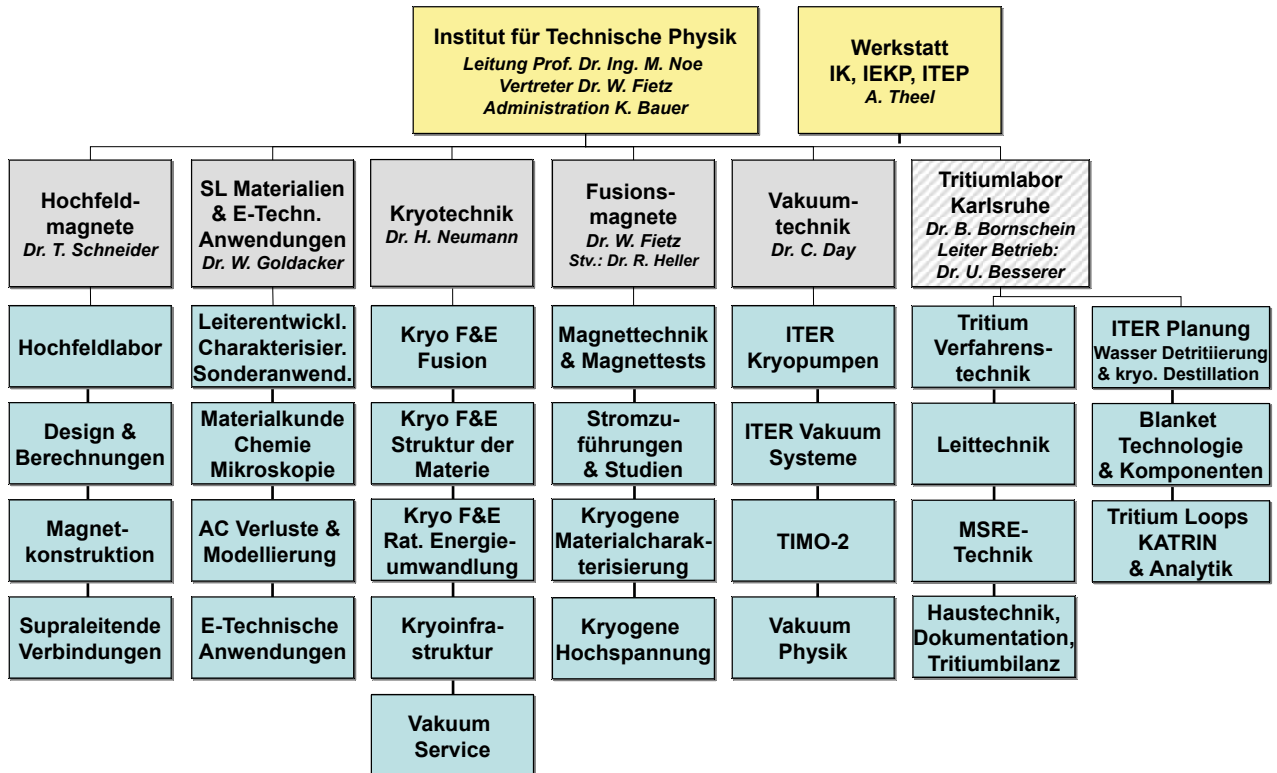 Institut für Technische Physik
Leitung Prof. Dr. Ing. M. Noe
Vertreter Dr. W. Fietz
Administration K. Bauer
Werkstatt
IK, IEKP, ITEP
A. Theel
Hochfeld-
magnete
Dr. T. Schneider
SL Materialien
& E-Techn.
Anwendungen
Dr. W. Goldacker
Kryotechnik
Dr. H. Neumann
Fusions-
magnete
Dr. W. Fietz
Stv.: Dr. R. Heller
Vakuum-
technik
Dr. C. Day
Tritiumlabor
Karlsruhe
Dr. B. Bornschein
Leiter Betrieb:
Dr. U. Besserer
Hochfeldlabor
Leiterentwickl.
Charakterisier.
Sonderanwend.
Kryo F&E
Fusion
Magnettechnik
& Magnettests
ITER
Kryopumpen
Tritium
Verfahrens-
technik
ITER Planung
Wasser Detritiierung
& kryo. Destillation
Design &
Berechnungen
Materialkunde
Chemie
Mikroskopie
Kryo F&E
Struktur der
Materie
Stromzu-
führungen
& Studien
ITER Vakuum
Systeme
Leittechnik
Blanket
Technologie
& Komponenten
Magnet-
konstruktion
AC Verluste &
Modellierung
Kryo F&E
Rat. Energie-
umwandlung
Kryogene
Materialcharak-
terisierung
TIMO-2
MSRE-
Technik
Tritium Loops
KATRIN
& Analytik
Supraleitende
Verbindungen
E-Technische
Anwendungen
Kryoinfra-
struktur
Kryogene
Hochspannung
Vakuum
Physik
Haustechnik,
Dokumentation,
Tritiumbilanz
Vakuum
Service